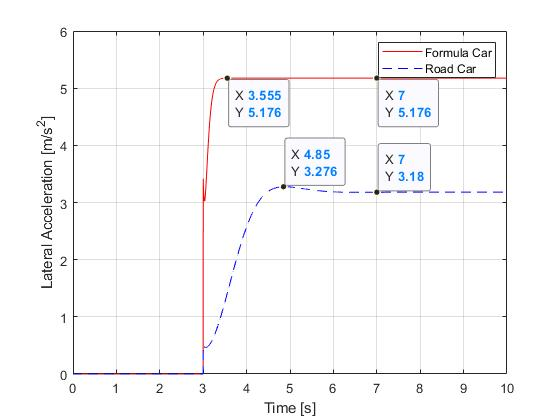 Lateral Acceleration [m/s²]
6
5
4
3
2
1
0
Formula Car
Road Car
X 3.555
Y 5.176
X 7
Y 5.176
X 4.85
Y 3.276
X 7
Y 3.18
0 1 2 3 4 5 6 7 8 9 10
Time [s]